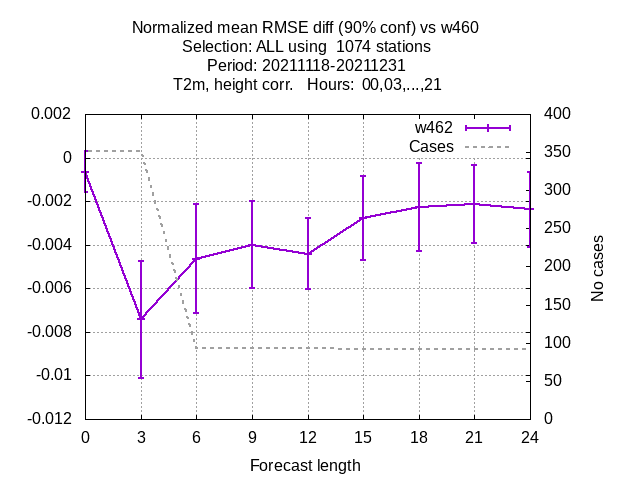 Normalized mean RMSE diff (90% conf) vs w460
Selection: ALL using  1074 stations
Period: 20211118-20211231
T2m, height corr.   Hours:  00,03,...,21
w462
Cases
0.002
0
-0.002
-0.004
-0.006
-0.008
-0.01
-0.012
400
350
300
250
200
150
100
50
0
No cases
0 3 6 9 12 15 18 21 24
Forecast length